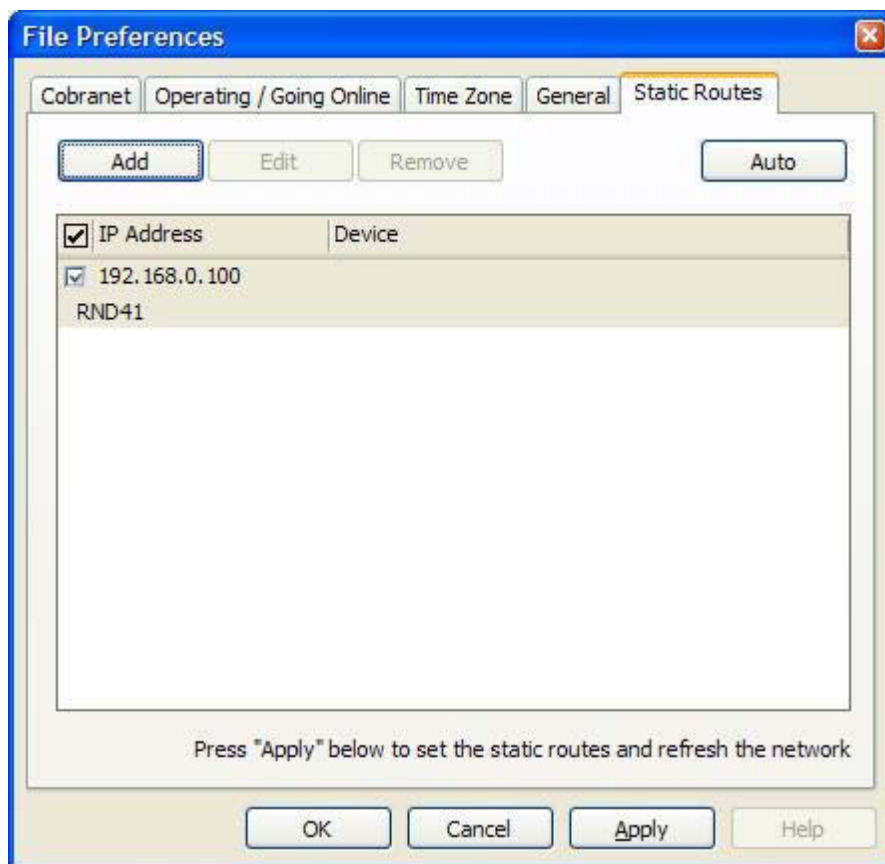 File Preferences
Cobranet Operating / Going Online Time Zone General Static Routes
Add Edit Remove Auto
IP Address Device
192.168.0.100
RND41
Press "Apply" below to set the static routes and refresh the network
OK Cancel Apply Help